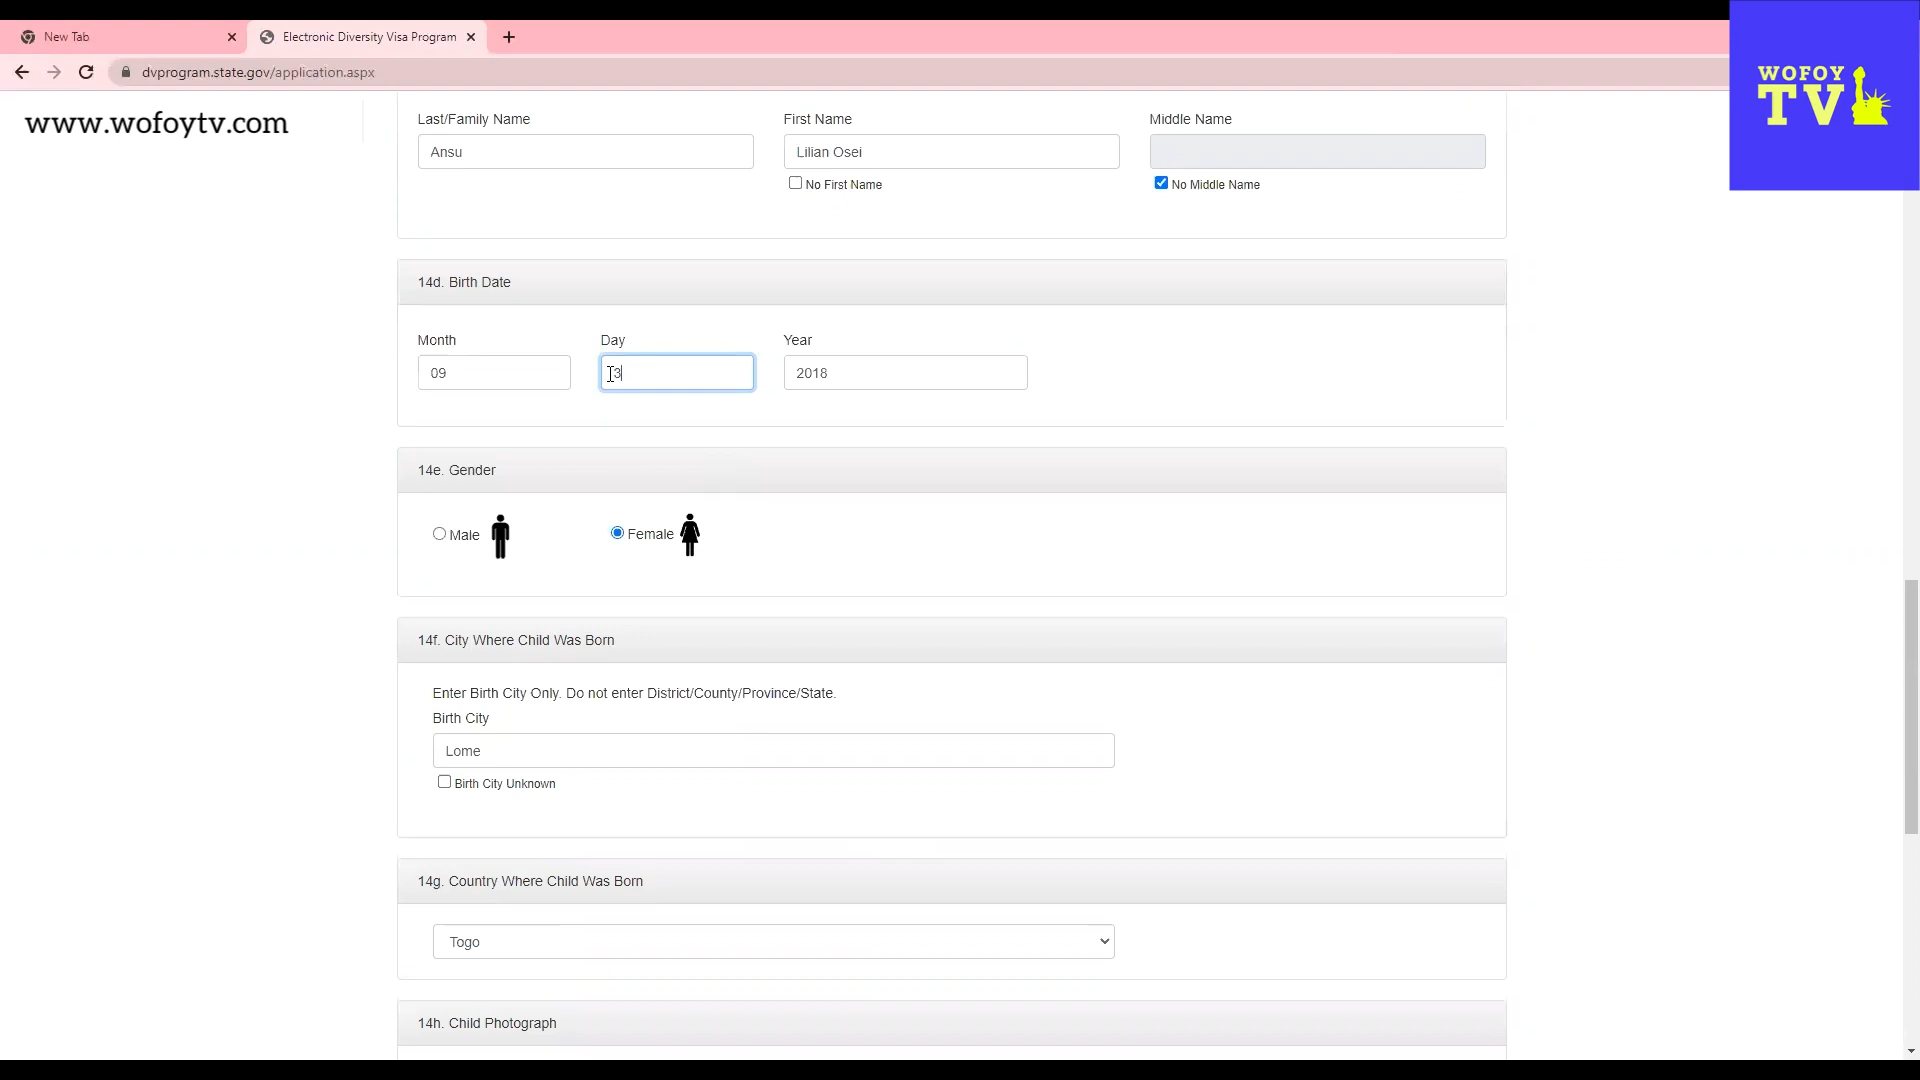 New Tab
Electronic Diversity Visa Program
dvprogram.state.gov/application.aspx
WOFOY
TV
www.wofoytv.com
Last/Family Name
First Name
Middle Name
Ansu
Lilian Osei
No First Name
No Middle Name
14d. Birth Date
Month
Day
Year
09
3
2018
14e. Gender
Male
Female
14f. City Where Child Was Born
Enter Birth City Only. Do not enter District/County/Province/State.
Birth City
Lome
Birth City Unknown
14g. Country Where Child Was Born
Togo
14h. Child Photograph